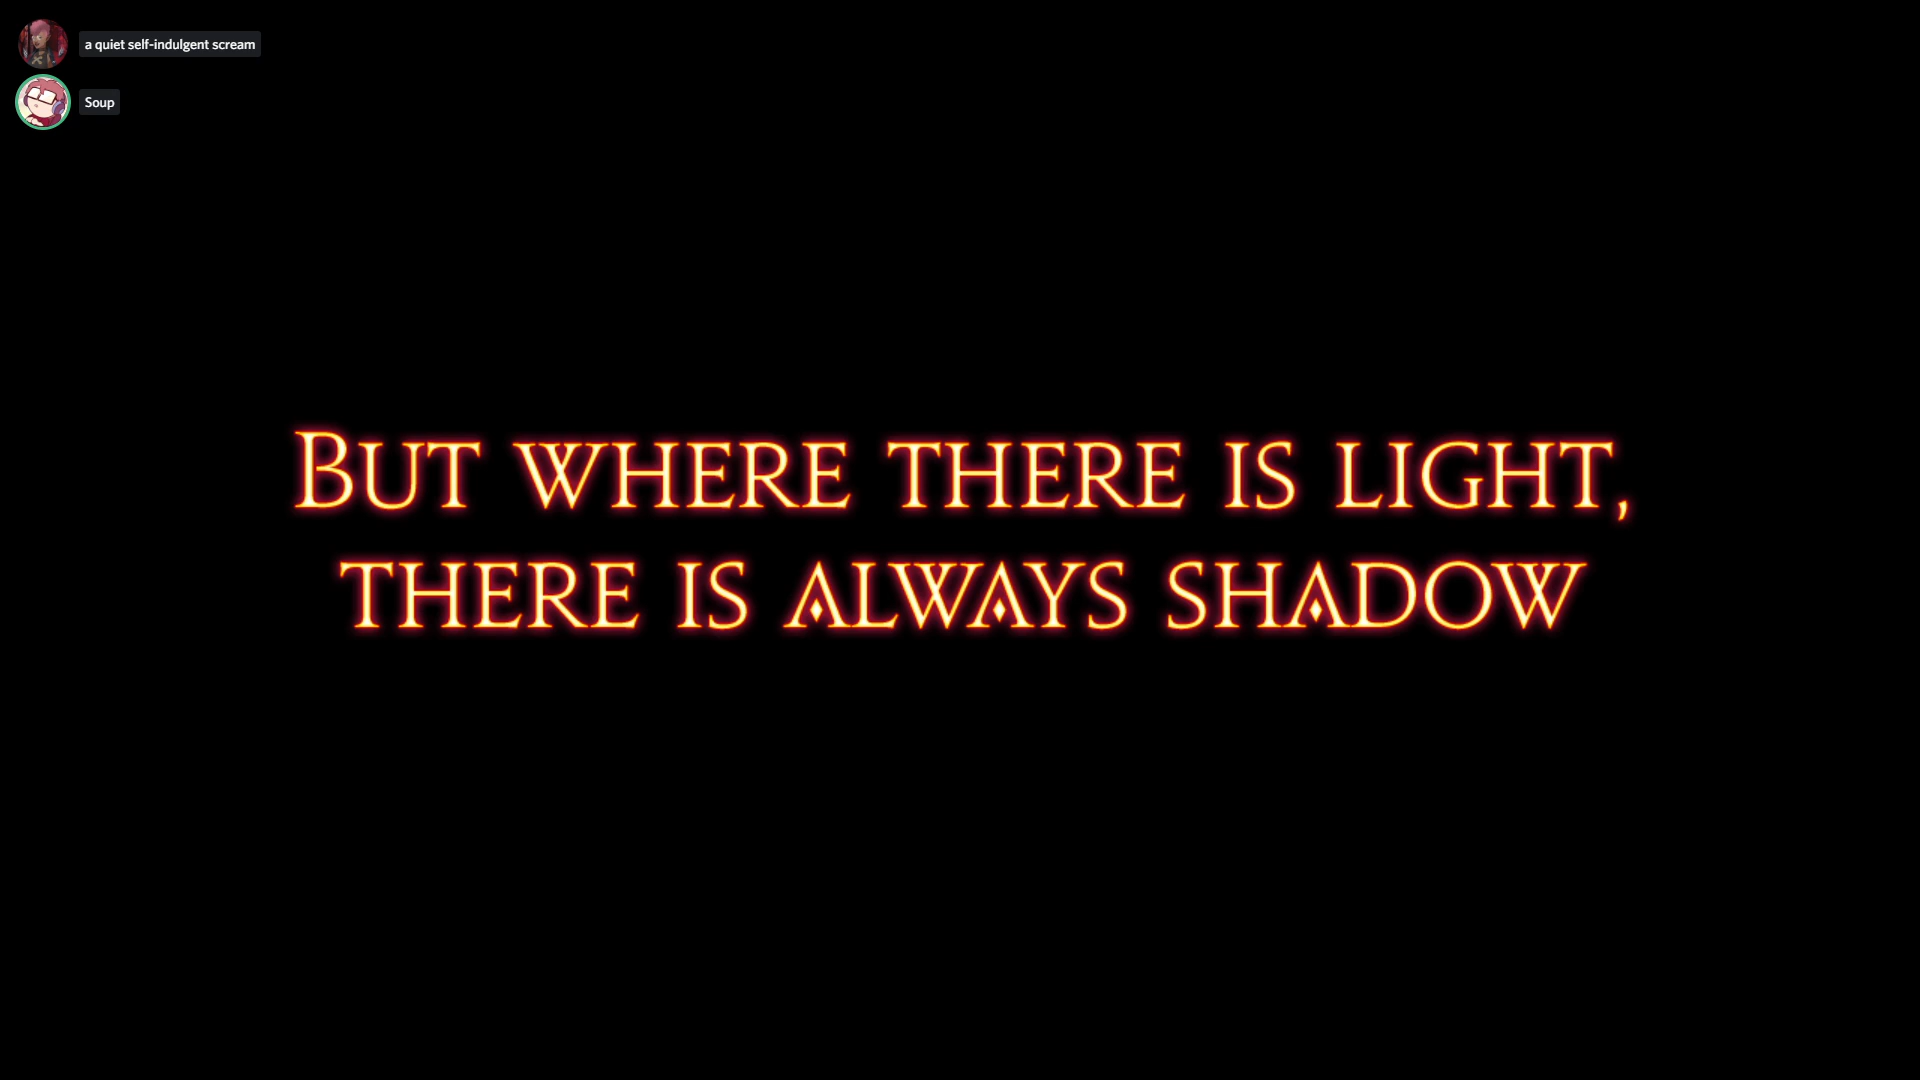 a quiet self-indulgent scream
Soup
But where there is light,
there is always shadow